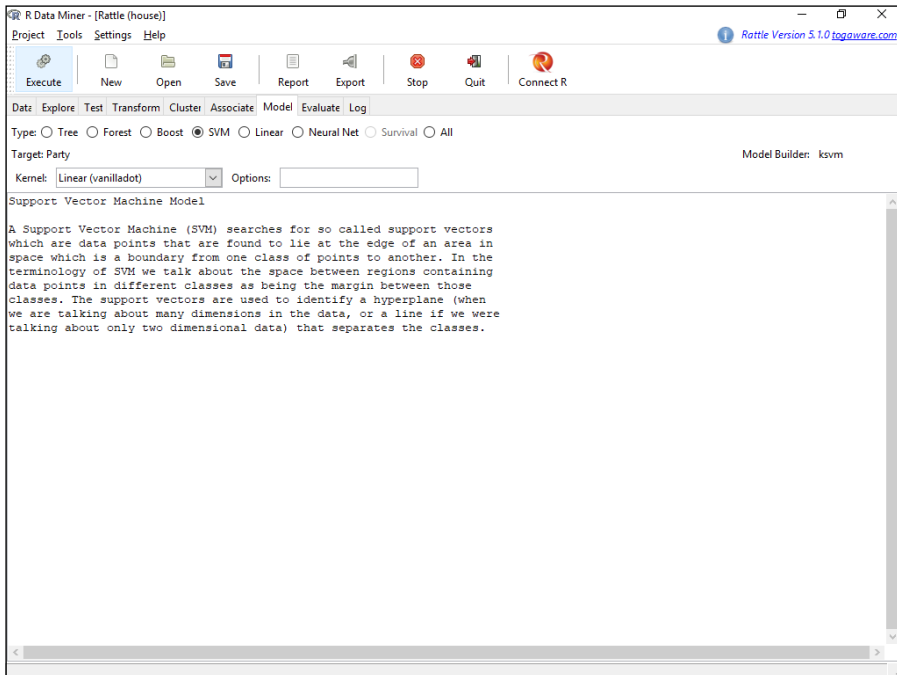 R Data Miner - [Rattle (house)]
Project Tools Settings Help
Rattle Version 5.1.0 togaware.com
Execute New Open Save Report Export Stop Quit Connect R
Data Explore Test Transform Cluster Associate Model Evaluate Log
Type: Tree Forest Boost SVM Linear Neural Net Survival All
Target: Party Model Builder: ksvm
Kernel: Linear (vanilladot) Options:
Support Vector Machine Model
A Support Vector Machine (SVM) searches for so called support vectors
which are data points that are found to lie at the edge of an area in
space which is a boundary from one class of points to another. In the
terminology of SVM we talk about the space between regions containing
data points in different classes as being the margin between those
classes. The support vectors are used to identify a hyperplane (when
we are talking about many dimensions in the data, or a line if we were
talking about only two dimensional data) that separates the classes.